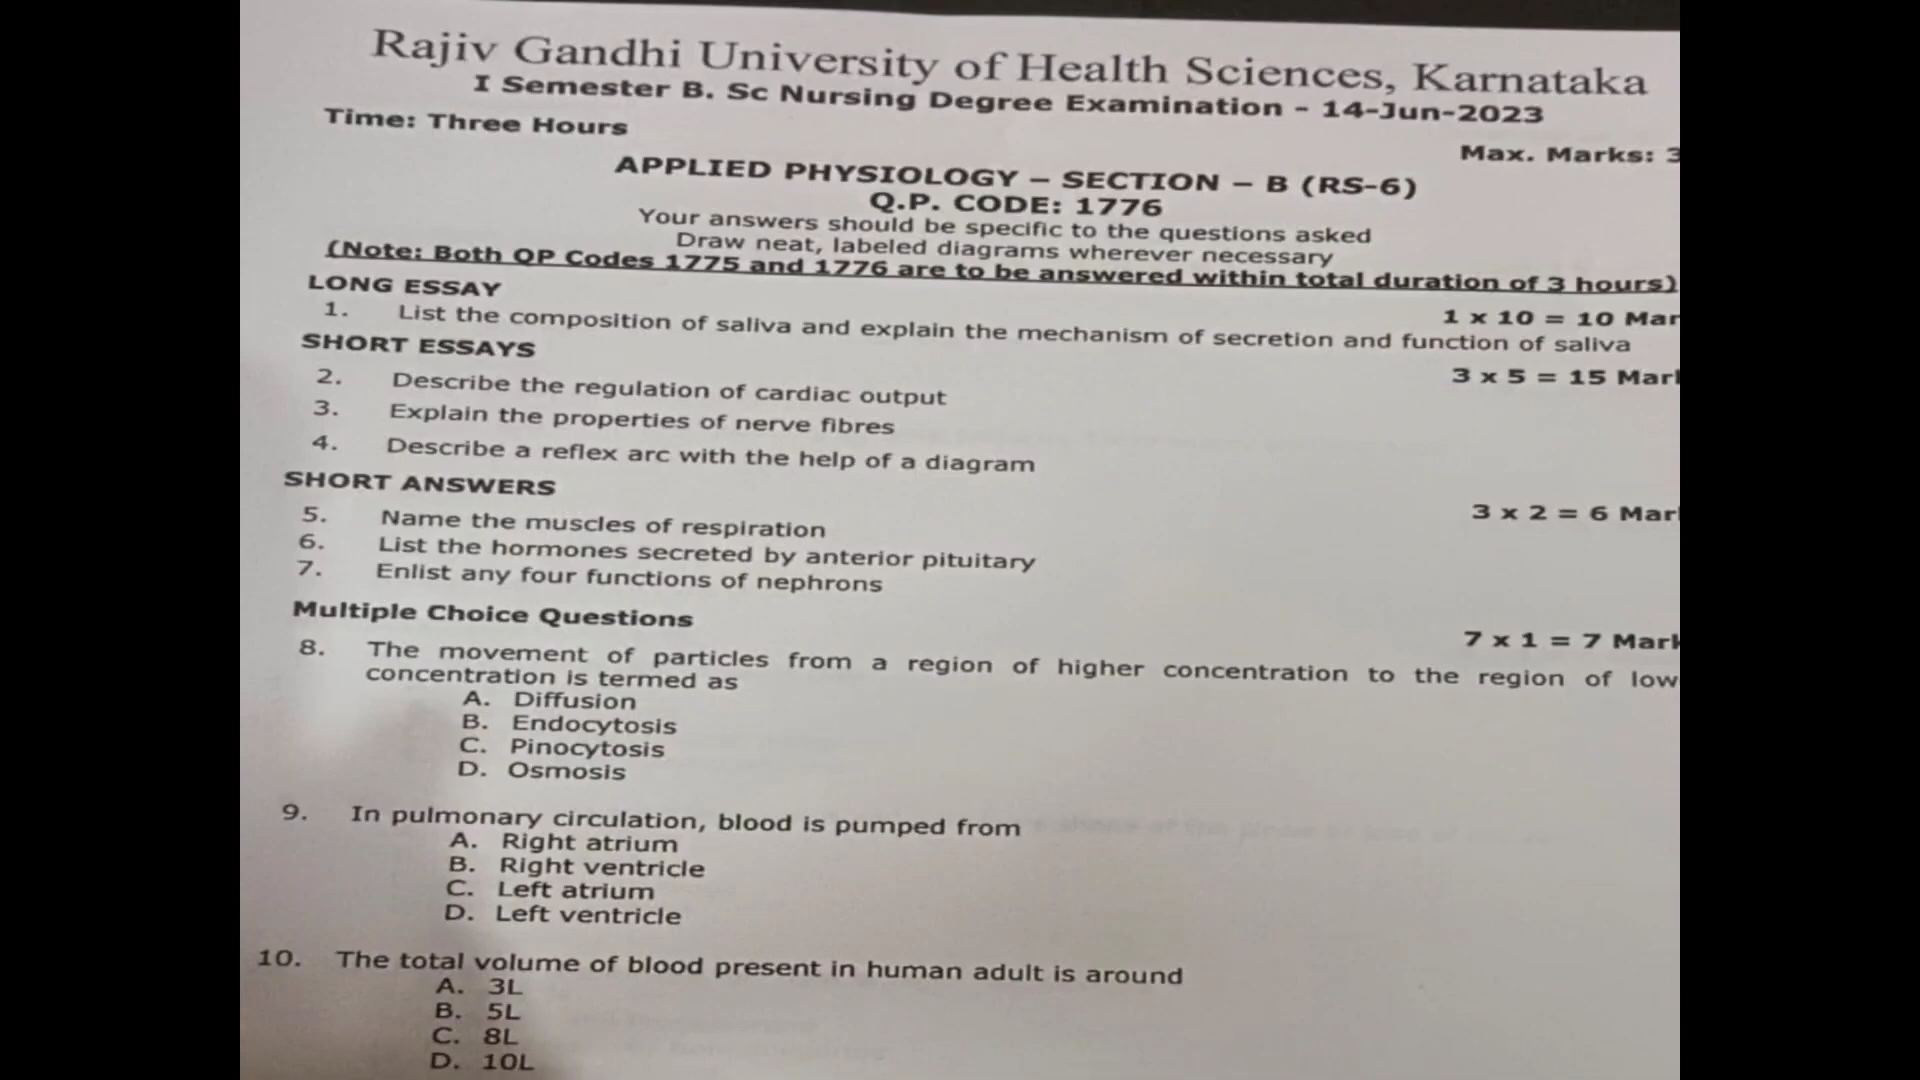 Rajiv Gandhi University of Health Sciences, Karnataka
I Semester B. Sc Nursing Degree Examination - 14-Jun-2023
Time: Three Hours
Max. Marks: 3
APPLIED PHYSIOLOGY – SECTION – B (RS-6)
Q.P. CODE: 1776
Your answers should be specific to the questions asked
Draw neat, labeled diagrams wherever necessary
(Note: Both QP Codes 1775 and 1776 are to be answered within total duration of 3 hours)
LONG ESSAY
1 x 10 = 10 Mar
1. List the composition of saliva and explain the mechanism of secretion and function of saliva
SHORT ESSAYS
3 x 5 = 15 Mar
2. Describe the regulation of cardiac output
3. Explain the properties of nerve fibres
4. Describe a reflex arc with the help of a diagram
SHORT ANSWERS
3 x 2 = 6 Mar
5. Name the muscles of respiration
6. List the hormones secreted by anterior pituitary
7. Enlist any four functions of nephrons
Multiple Choice Questions
7 x 1 = 7 Mark
8. The movement of particles from a region of higher concentration to the region of low
concentration is termed as
A. Diffusion
B. Endocytosis
C. Pinocytosis
D. Osmosis
9. In pulmonary circulation, blood is pumped from
A. Right atrium
B. Right ventricle
C. Left atrium
D. Left ventricle
10. The total volume of blood present in human adult is around
A. 3L
B. 5L
C. 8L
D. 10L